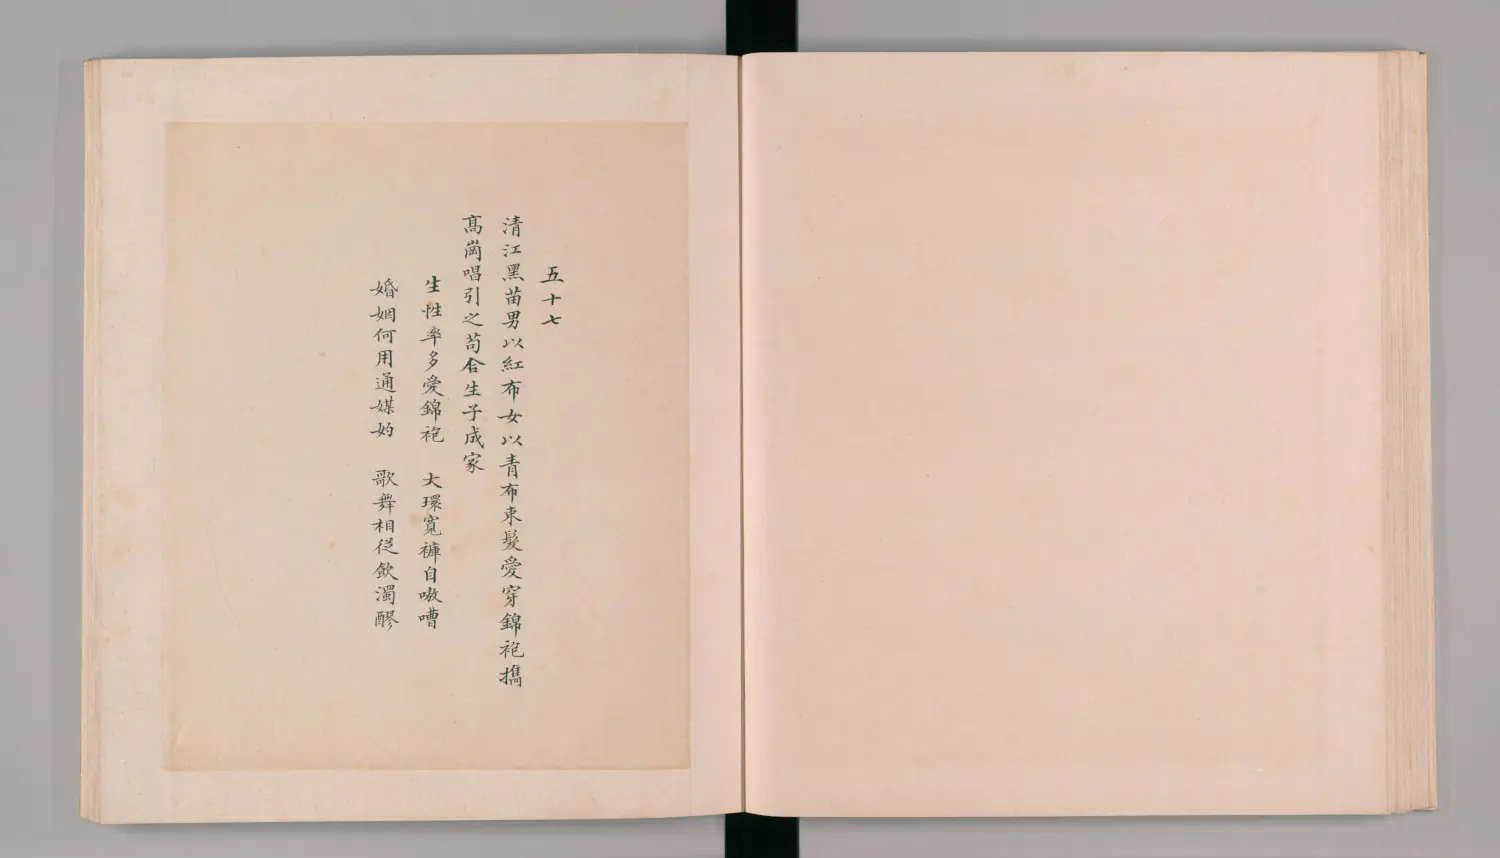 五十七
清江黑苗男以紅布女以青布束髮愛穿錦袍攜
高崗唱引之苟合生子成家
生性率多愛錦袍 大環寬褲自嗷嘈
婚姻何用通媒妁 歌舞相從飲濁醪